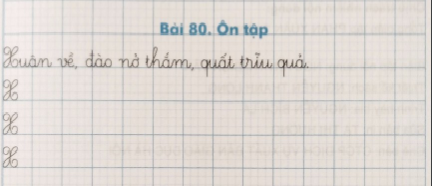 Bài 80. Ôn tập
Xuân về, đào nở thắm, quất trĩu quả.
X
X
X